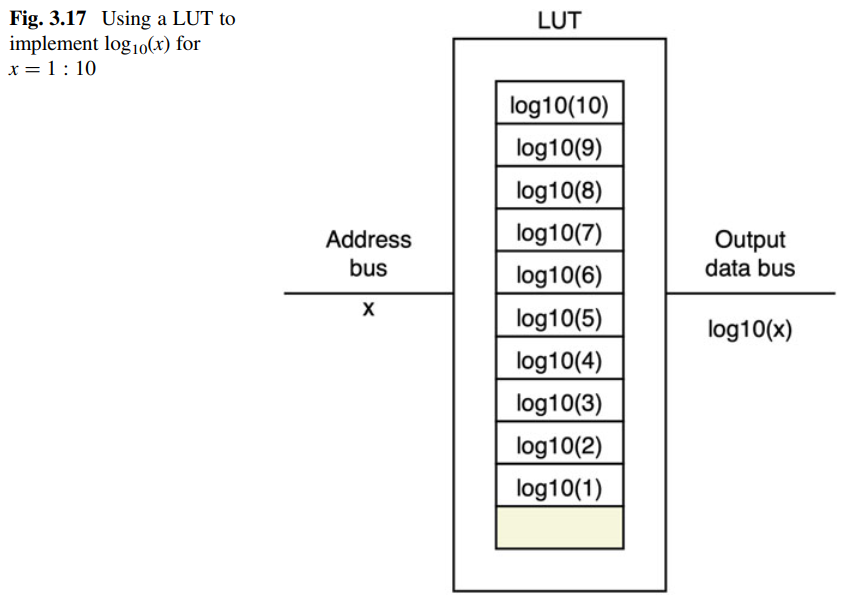 Fig. 3.17 Using a LUT to
implement log₁₀(x) for
x = 1 : 10
LUT
log10(10)
log10(9)
log10(8)
log10(7)
log10(6)
log10(5)
log10(4)
log10(3)
log10(2)
log10(1)
Address
bus
x
Output
data bus
log10(x)